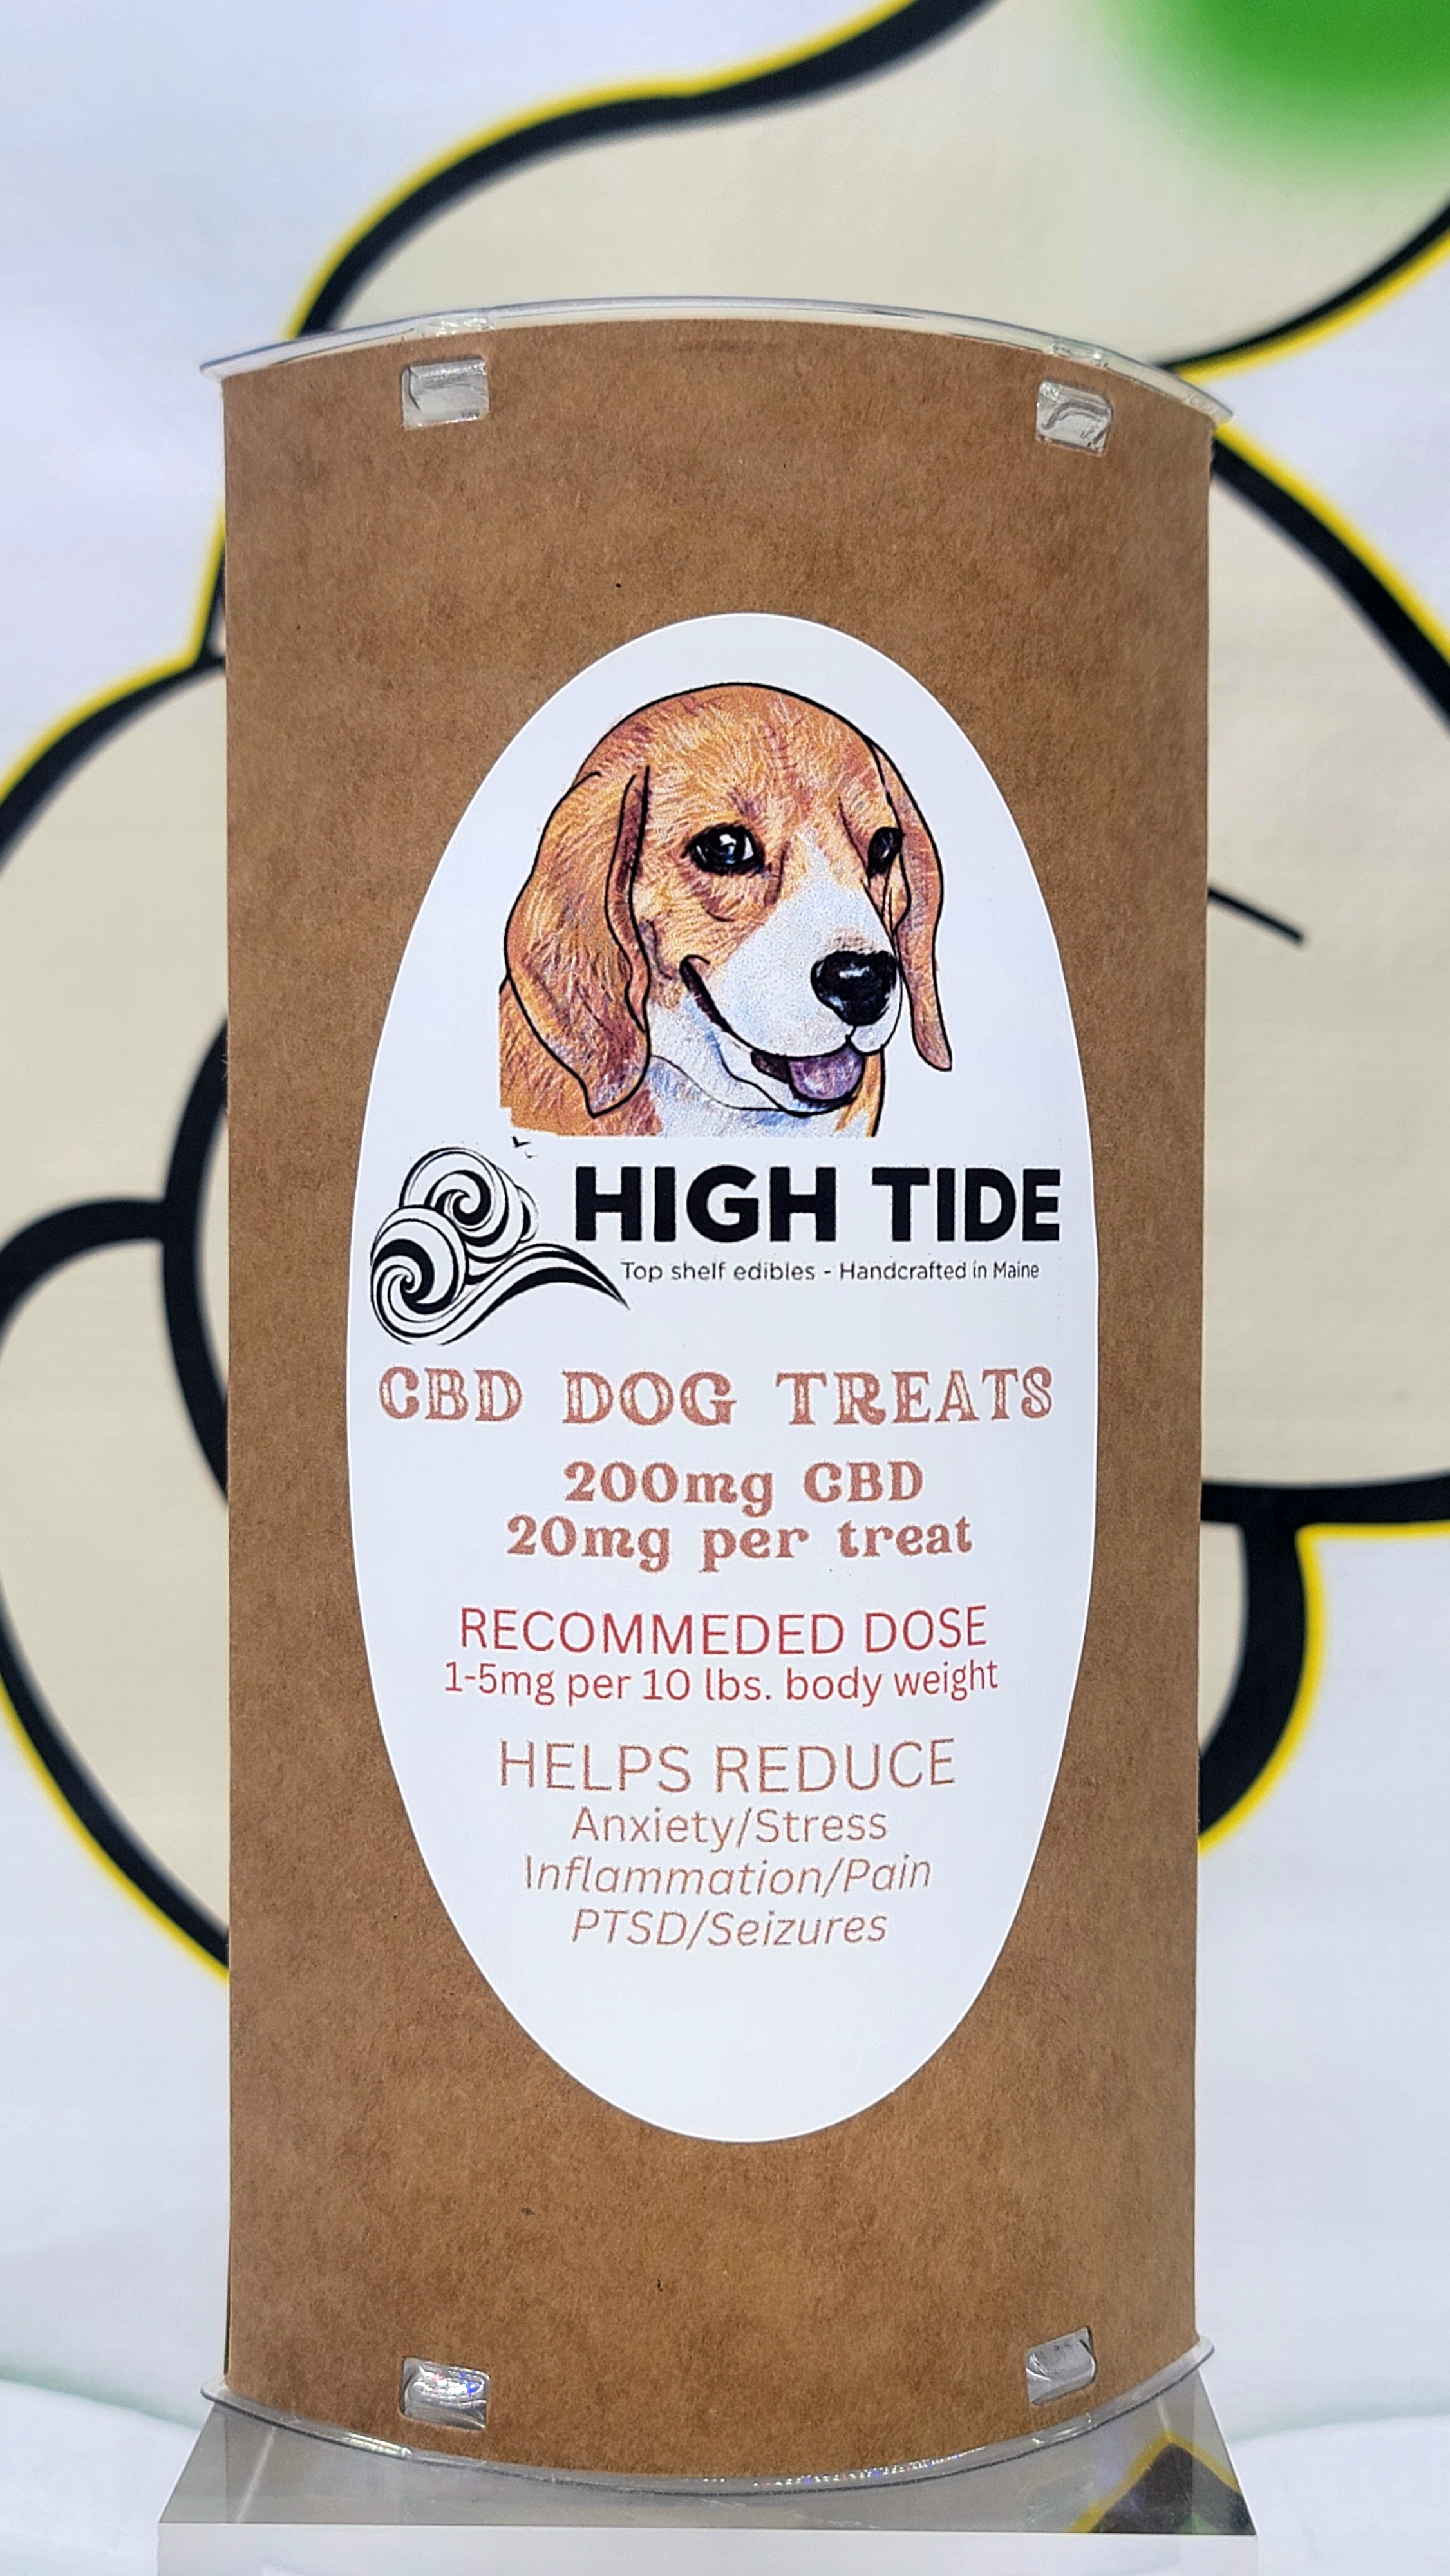 HIGH TIDE
Top shelf edibles - Handcrafted in Maine
CBD DOG TREATS
200mg CBD
20mg per treat
RECOMMEDED DOSE
1-5mg per 10 lbs. body weight
HELPS REDUCE
Anxiety/Stress
Inflammation/Pain
PTSD/Seizures